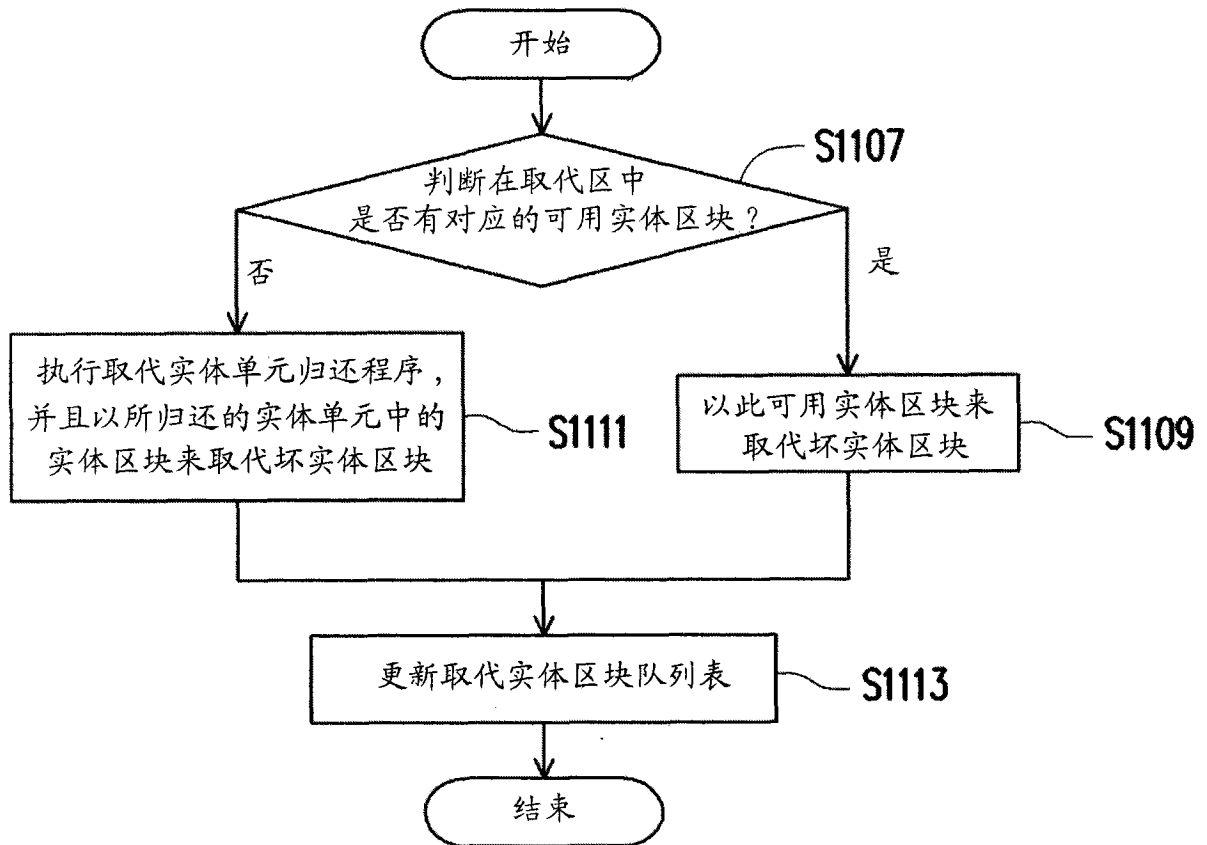 开始
S1107
判断在取代区中
是否有对应的可用实体区块？
否
是
执行取代实体单元归还程序，
并且以所归还的实体单元中的
实体区块来取代坏实体区块
S1111
以此可用实体区块来
取代坏实体区块
S1109
更新取代实体区块队列表
S1113
结束